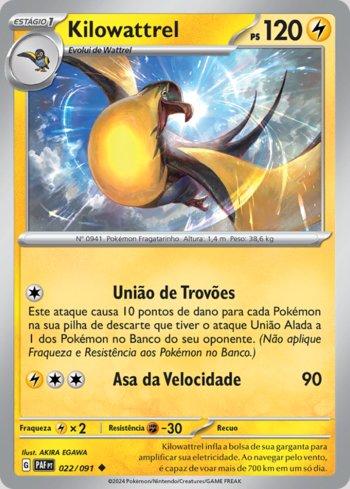 ESTÁGIO 1
Kilowattrel
PS 120
Evolui de Wattrel
Nº 0941 Pokémon Fragatarinho Altura: 1,4 m Peso: 38,6 kg
União de Trovões
Este ataque causa 10 pontos de dano para cada Pokémon
na sua pilha de descarte que tiver o ataque União Alada a
1 dos Pokémon no Banco do seu oponente. (Não aplique
Fraqueza e Resistência aos Pokémon no Banco.)
Asa da Velocidade 90
Fraqueza × 2 Resistência -30 Recuo
Ilust. AKIRA EGAWA
G PAF PT 022/091
Kilowattrel infla a bolsa de sua garganta para
amplificar sua eletricidade. Ao navegar pelo vento,
é capaz de voar mais de 700 km em um só dia.
©2024 Pokémon/Nintendo/Creatures/GAME FREAK